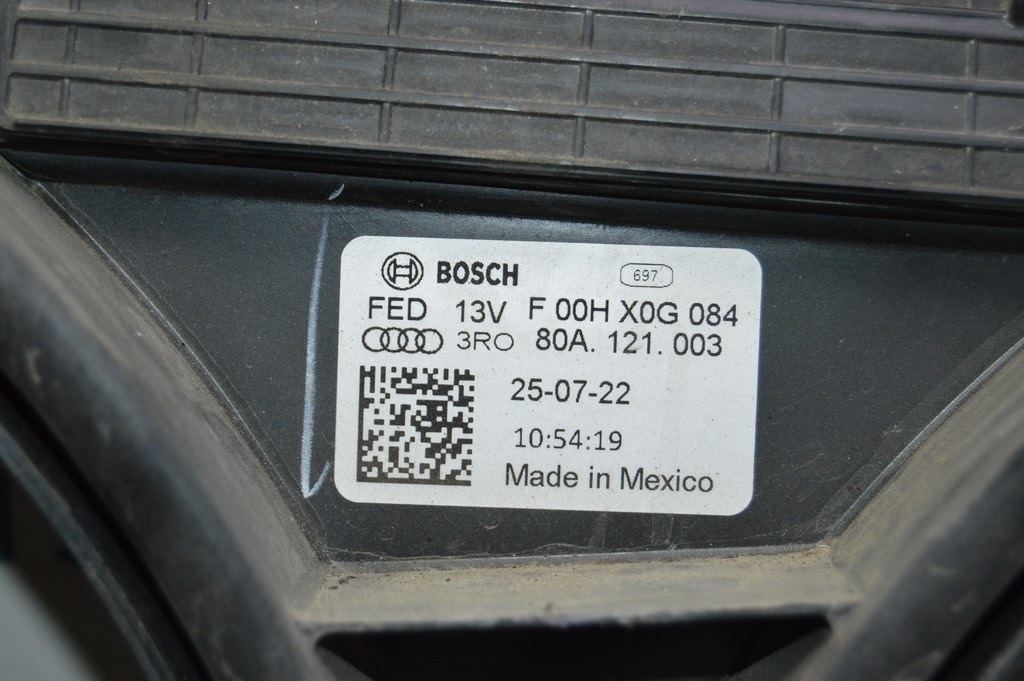 BOSCH 697
FED 13V F 00H X0G 084
3RO 80A. 121. 003
25-07-22
10:54:19
Made in Mexico